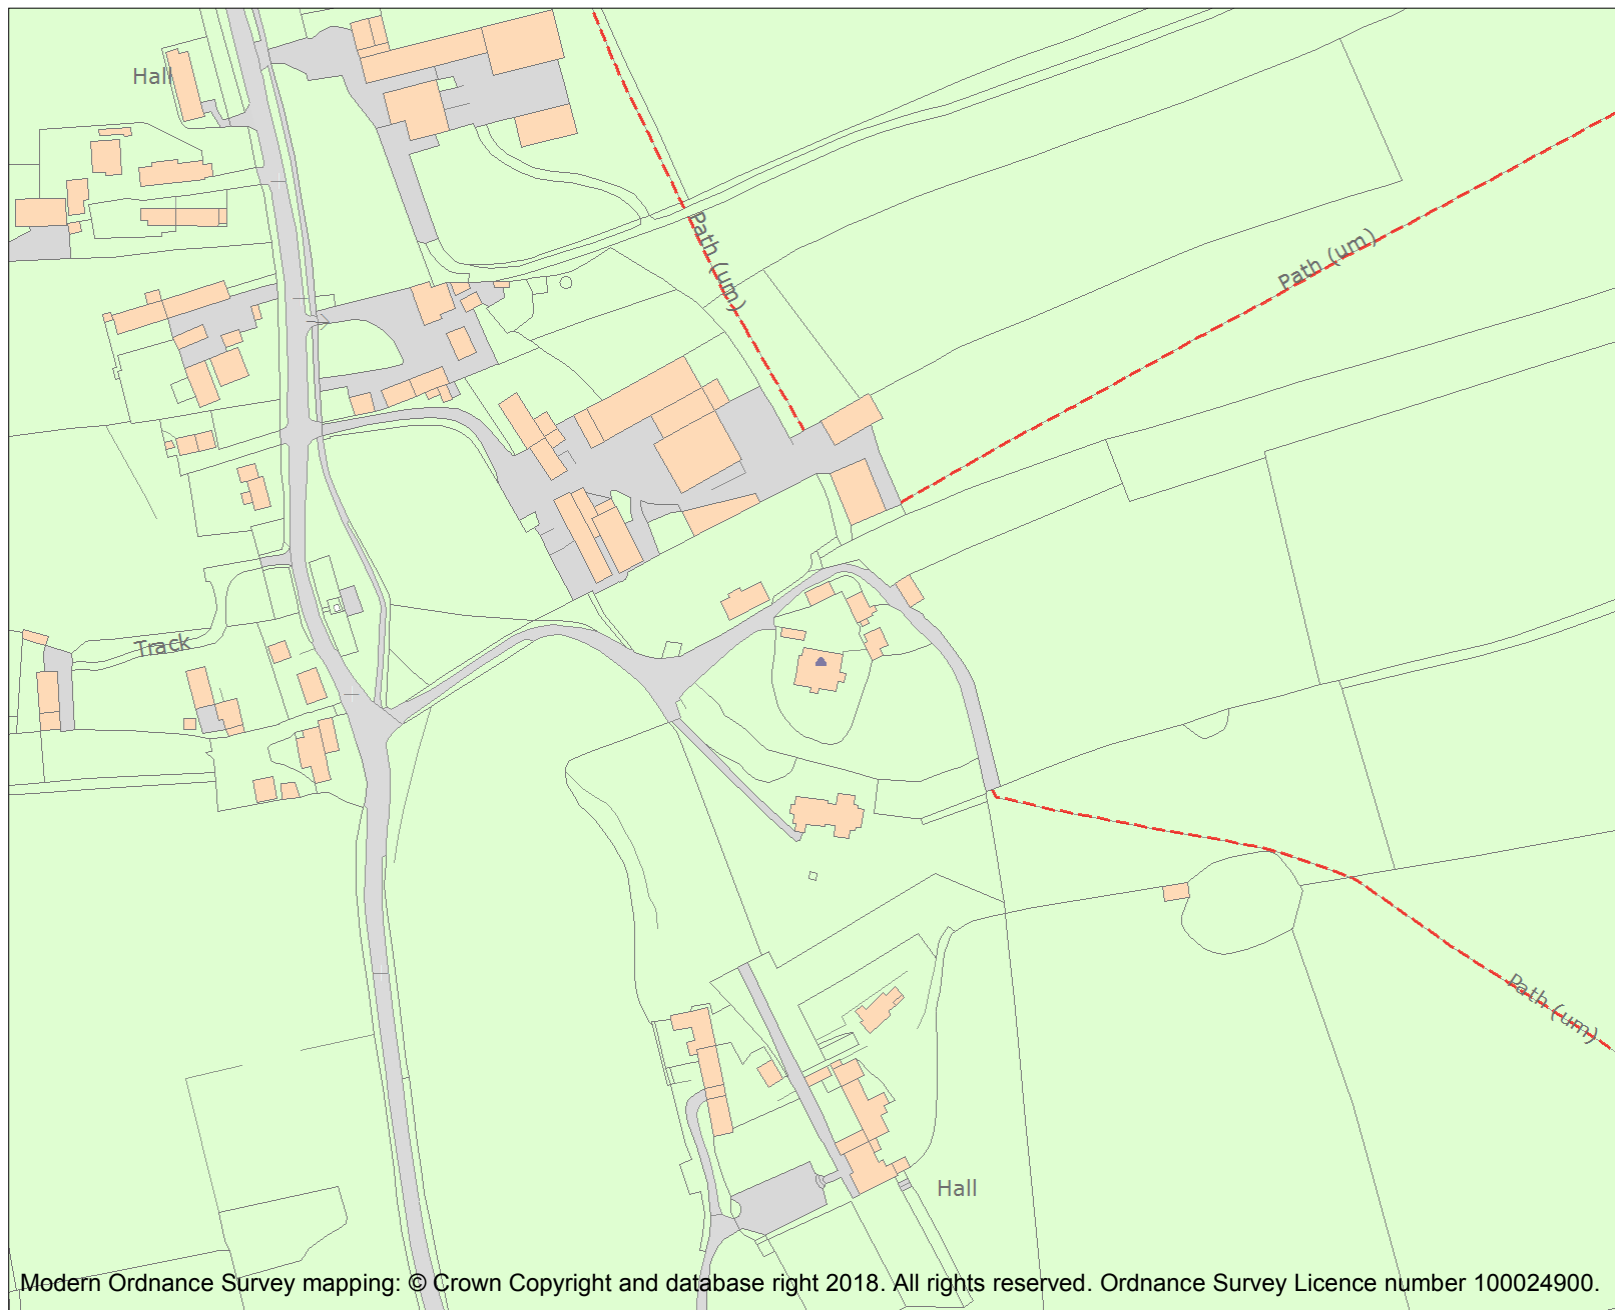 Hall
Path (um)
Path (um)
Track
Path (um)
Hall
Modern Ordnance Survey mapping: © Crown Copyright and database right 2018. All rights reserved. Ordnance Survey Licence number 100024900.